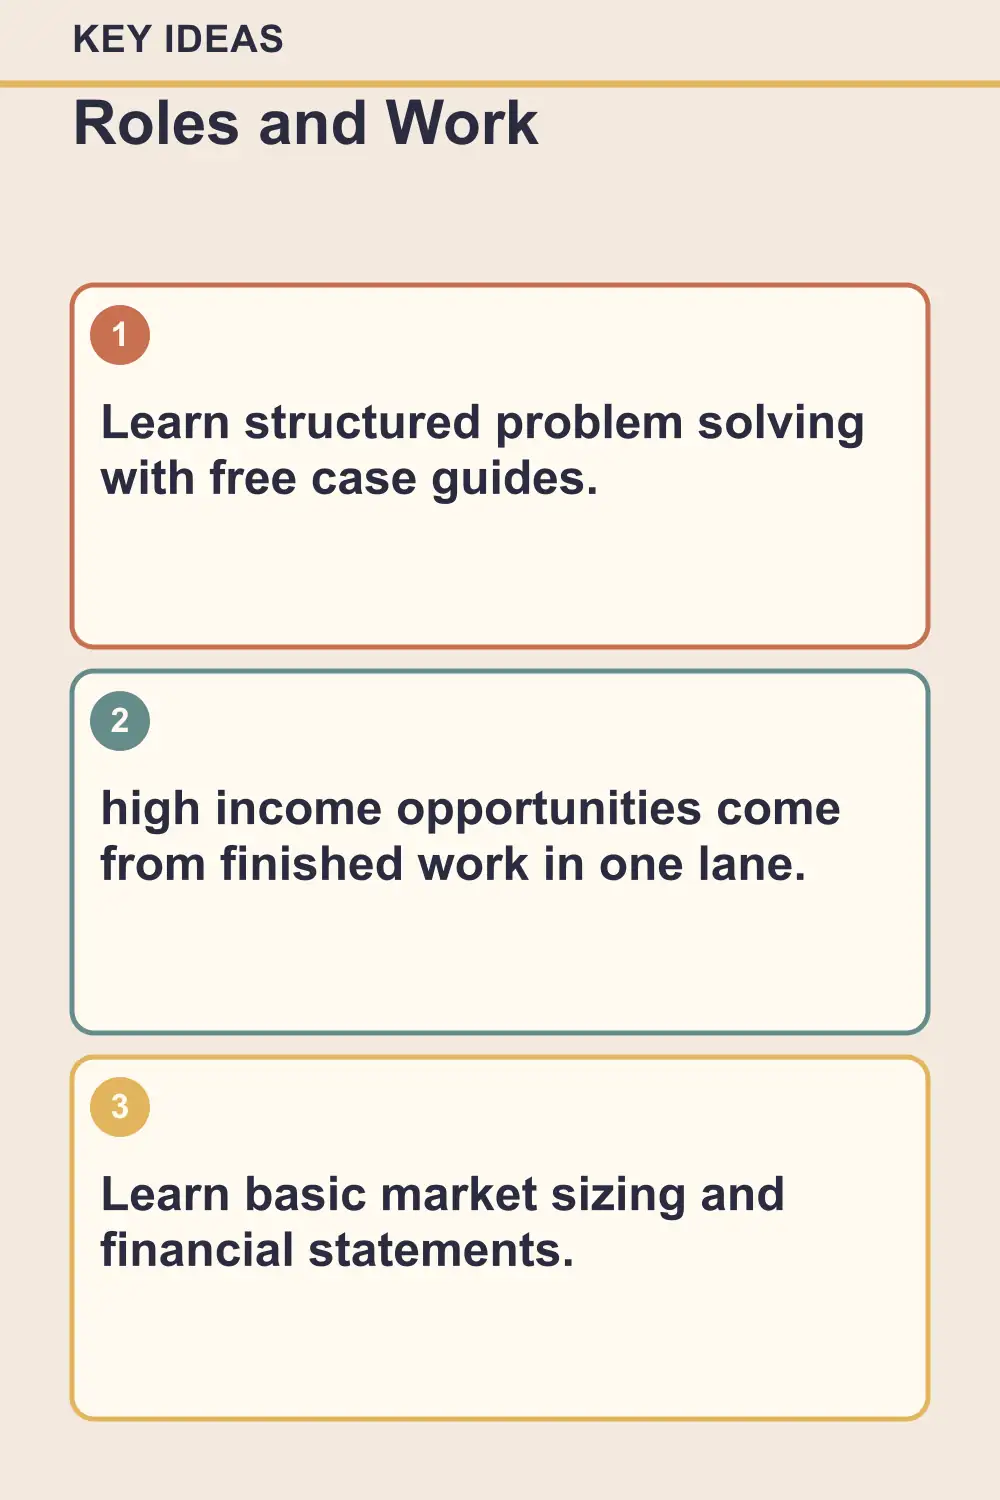 KEY IDEAS
Roles and Work
1
Learn structured problem solving
with free case guides.
2
high income opportunities come
from finished work in one lane.
3
Learn basic market sizing and
financial statements.